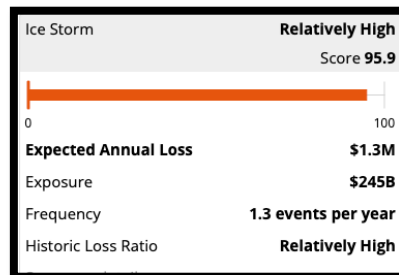 Ice Storm Relatively High
Score 95.9
0 100
Expected Annual Loss $1.3M
Exposure $245B
Frequency 1.3 events per year
Historic Loss Ratio Relatively High